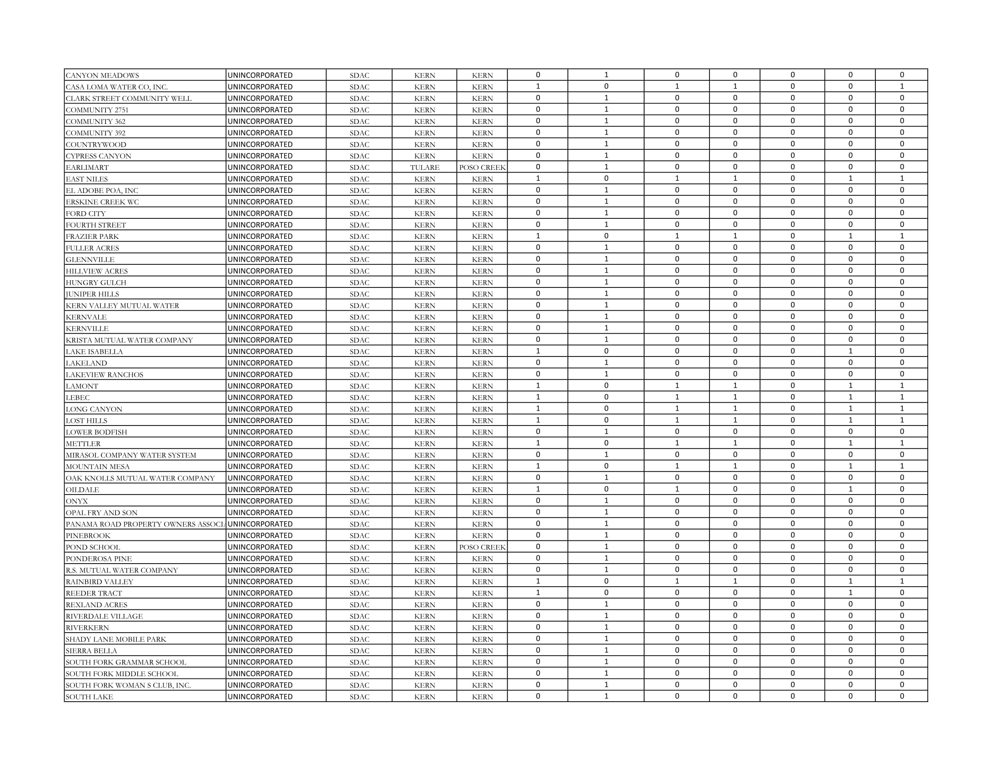 CANYON MEADOWS UNINCORPORATED SDAC KERN KERN 0 1 0 0 0 0 0
CASA LOMA WATER CO, INC. UNINCORPORATED SDAC KERN KERN 1 0 1 1 0 0 1
CLARK STREET COMMUNITY WELL UNINCORPORATED SDAC KERN KERN 0 1 0 0 0 0 0
COMMUNITY 2751 UNINCORPORATED SDAC KERN KERN 0 1 0 0 0 0 0
COMMUNITY 362 UNINCORPORATED SDAC KERN KERN 0 1 0 0 0 0 0
COMMUNITY 392 UNINCORPORATED SDAC KERN KERN 0 1 0 0 0 0 0
COUNTRYWOOD UNINCORPORATED SDAC KERN KERN 0 1 0 0 0 0 0
CYPRESS CANYON UNINCORPORATED SDAC KERN KERN 0 1 0 0 0 0 0
EARLIMART UNINCORPORATED SDAC TULARE POSO CREEK 0 1 0 0 0 0 0
EAST NILES UNINCORPORATED SDAC KERN KERN 1 0 1 1 0 1 1
EL ADOBE POA, INC UNINCORPORATED SDAC KERN KERN 0 1 0 0 0 0 0
ERSKINE CREEK WC UNINCORPORATED SDAC KERN KERN 0 1 0 0 0 0 0
FORD CITY UNINCORPORATED SDAC KERN KERN 0 1 0 0 0 0 0
FOURTH STREET UNINCORPORATED SDAC KERN KERN 0 1 0 0 0 0 0
FRAZIER PARK UNINCORPORATED SDAC KERN KERN 1 0 1 1 0 1 1
FULLER ACRES UNINCORPORATED SDAC KERN KERN 0 1 0 0 0 0 0
GLENNVILLE UNINCORPORATED SDAC KERN KERN 0 1 0 0 0 0 0
HILLVIEW ACRES UNINCORPORATED SDAC KERN KERN 0 1 0 0 0 0 0
HUNGRY GULCH UNINCORPORATED SDAC KERN KERN 0 1 0 0 0 0 0
JUNIPER HILLS UNINCORPORATED SDAC KERN KERN 0 1 0 0 0 0 0
KERN VALLEY MUTUAL WATER UNINCORPORATED SDAC KERN KERN 0 1 0 0 0 0 0
KERNVALE UNINCORPORATED SDAC KERN KERN 0 1 0 0 0 0 0
KERNVILLE UNINCORPORATED SDAC KERN KERN 0 1 0 0 0 0 0
KRISTA MUTUAL WATER COMPANY UNINCORPORATED SDAC KERN KERN 0 1 0 0 0 0 0
LAKE ISABELLA UNINCORPORATED SDAC KERN KERN 1 0 0 0 0 1 0
LAKELAND UNINCORPORATED SDAC KERN KERN 0 1 0 0 0 0 0
LAKEVIEW RANCHOS UNINCORPORATED SDAC KERN KERN 0 1 0 0 0 0 0
LAMONT UNINCORPORATED SDAC KERN KERN 1 0 1 1 0 1 1
LEBEC UNINCORPORATED SDAC KERN KERN 1 0 1 1 0 1 1
LONG CANYON UNINCORPORATED SDAC KERN KERN 1 0 1 1 0 1 1
LOST HILLS UNINCORPORATED SDAC KERN KERN 1 0 1 1 0 1 1
LOWER BODFISH UNINCORPORATED SDAC KERN KERN 0 1 0 0 0 0 0
METTLER UNINCORPORATED SDAC KERN KERN 1 0 1 1 0 1 1
MIRASOL COMPANY WATER SYSTEM UNINCORPORATED SDAC KERN KERN 0 1 0 0 0 0 0
MOUNTAIN MESA UNINCORPORATED SDAC KERN KERN 1 0 1 1 0 1 1
OAK KNOLLS MUTUAL WATER COMPANY UNINCORPORATED SDAC KERN KERN 0 1 0 0 0 0 0
OILDALE UNINCORPORATED SDAC KERN KERN 1 0 1 0 0 1 0
ONYX UNINCORPORATED SDAC KERN KERN 0 1 0 0 0 0 0
OPAL FRY AND SON UNINCORPORATED SDAC KERN KERN 0 1 0 0 0 0 0
PANAMA ROAD PROPERTY OWNERS ASSOCI UNINCORPORATED SDAC KERN KERN 0 1 0 0 0 0 0
PINEBROOK UNINCORPORATED SDAC KERN KERN 0 1 0 0 0 0 0
POND SCHOOL UNINCORPORATED SDAC KERN POSO CREEK 0 1 0 0 0 0 0
PONDEROSA PINE UNINCORPORATED SDAC KERN KERN 0 1 0 0 0 0 0
R.S. MUTUAL WATER COMPANY UNINCORPORATED SDAC KERN KERN 0 1 0 0 0 0 0
RAINBIRD VALLEY UNINCORPORATED SDAC KERN KERN 1 0 1 1 0 1 1
REEDER TRACT UNINCORPORATED SDAC KERN KERN 1 0 0 0 0 1 0
REXLAND ACRES UNINCORPORATED SDAC KERN KERN 0 1 0 0 0 0 0
RIVERDALE VILLAGE UNINCORPORATED SDAC KERN KERN 0 1 0 0 0 0 0
RIVERKERN UNINCORPORATED SDAC KERN KERN 0 1 0 0 0 0 0
SHADY LANE MOBILE PARK UNINCORPORATED SDAC KERN KERN 0 1 0 0 0 0 0
SIERRA BELLA UNINCORPORATED SDAC KERN KERN 0 1 0 0 0 0 0
SOUTH FORK GRAMMAR SCHOOL UNINCORPORATED SDAC KERN KERN 0 1 0 0 0 0 0
SOUTH FORK MIDDLE SCHOOL UNINCORPORATED SDAC KERN KERN 0 1 0 0 0 0 0
SOUTH FORK WOMAN S CLUB, INC. UNINCORPORATED SDAC KERN KERN 0 1 0 0 0 0 0
SOUTH LAKE UNINCORPORATED SDAC KERN KERN 0 1 0 0 0 0 0